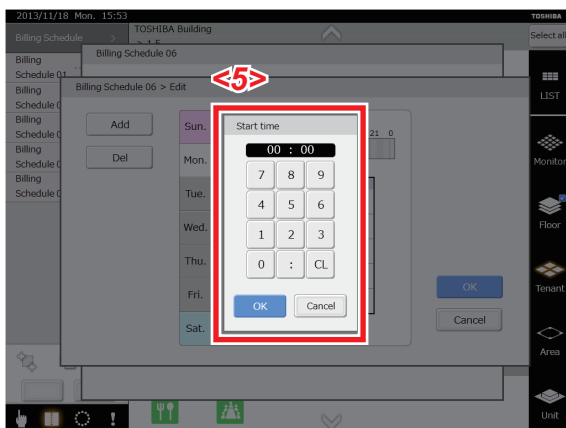 2013/11/18 Mon. 15:53
TOSHIBA
Billing Schedule >
TOSHIBA Building
> 1 F
Select all
Billing Schedule 06
Billing
Schedule 01
Billing
Schedule 0
Billing
Schedule 0
Billing
Schedule 0
Billing
Schedule 0
Billing Schedule 06 > Edit
<5>
Add
Del
Sun.
Mon.
Tue.
Wed.
Thu.
Fri.
Sat.
21 0
Start time
00 : 00
7 8 9
4 5 6
1 2 3
0 : CL
OK Cancel
OK
Cancel
LIST
Monitor
Floor
Tenant
Area
Unit